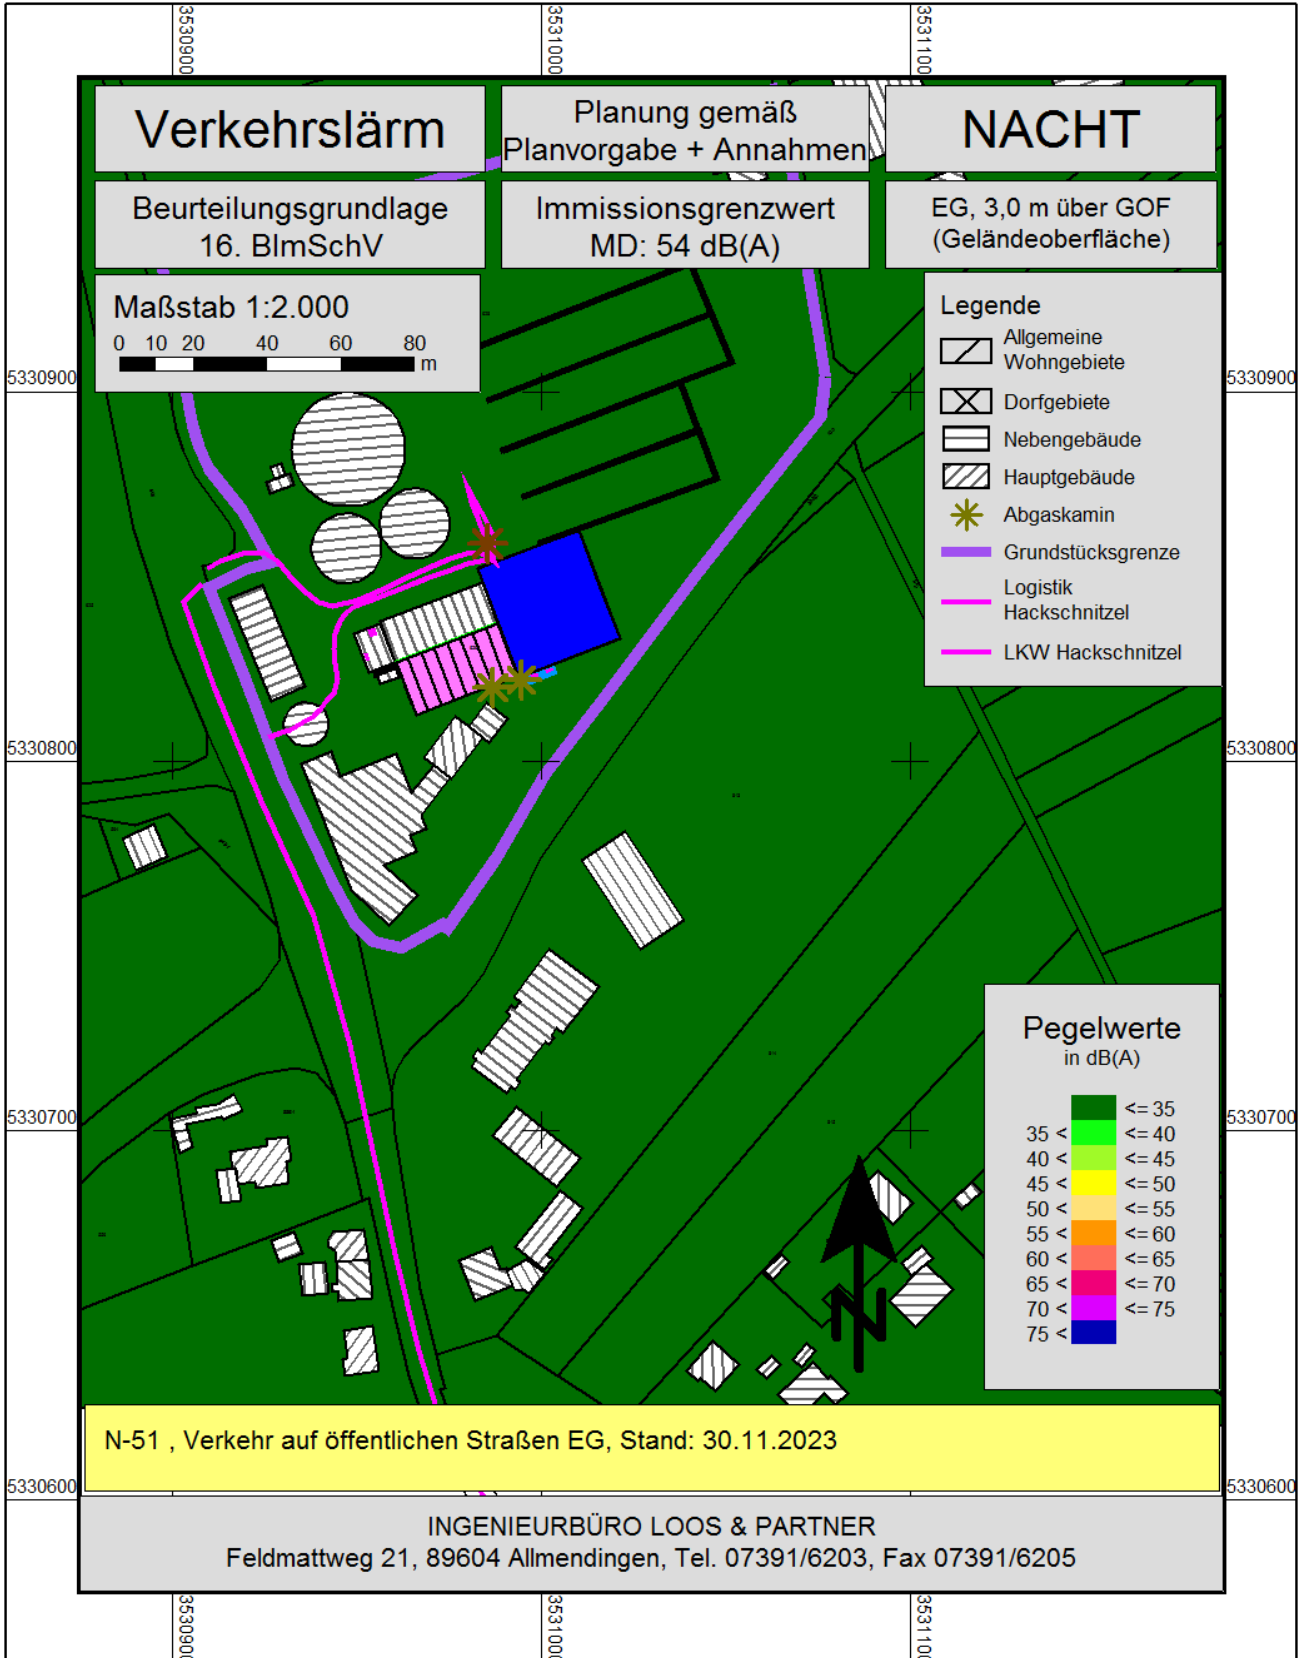 3530900
3531000
3531100
Verkehrslärm
Planung gemäß
Planvorgabe + Annahmen
NACHT
Beurteilungsgrundlage
16. BImSchV
Immissionsgrenzwert
MD: 54 dB(A)
EG, 3,0 m über GOF
(Geländeoberfläche)
Maßstab 1:2.000
0 10 20 40 60 80
m
Legende
Allgemeine
Wohngebiete
Dorfgebiete
Nebengebäude
Hauptgebäude
Abgaskamin
Grundstücksgrenze
Logistik
Hackschnitzel
LKW Hackschnitzel
5330900
5330900
5330800
5330800
5330700
5330700
5330600
5330600
N
Pegelwerte
in dB(A)
<= 35
35 < <= 40
40 < <= 45
45 < <= 50
50 < <= 55
55 < <= 60
60 < <= 65
65 < <= 70
70 < <= 75
75 <
N-51 , Verkehr auf öffentlichen Straßen EG, Stand: 30.11.2023
INGENIEURBÜRO LOOS & PARTNER
Feldmattweg 21, 89604 Allmendingen, Tel. 07391/6203, Fax 07391/6205
3530900
3531000
3531100